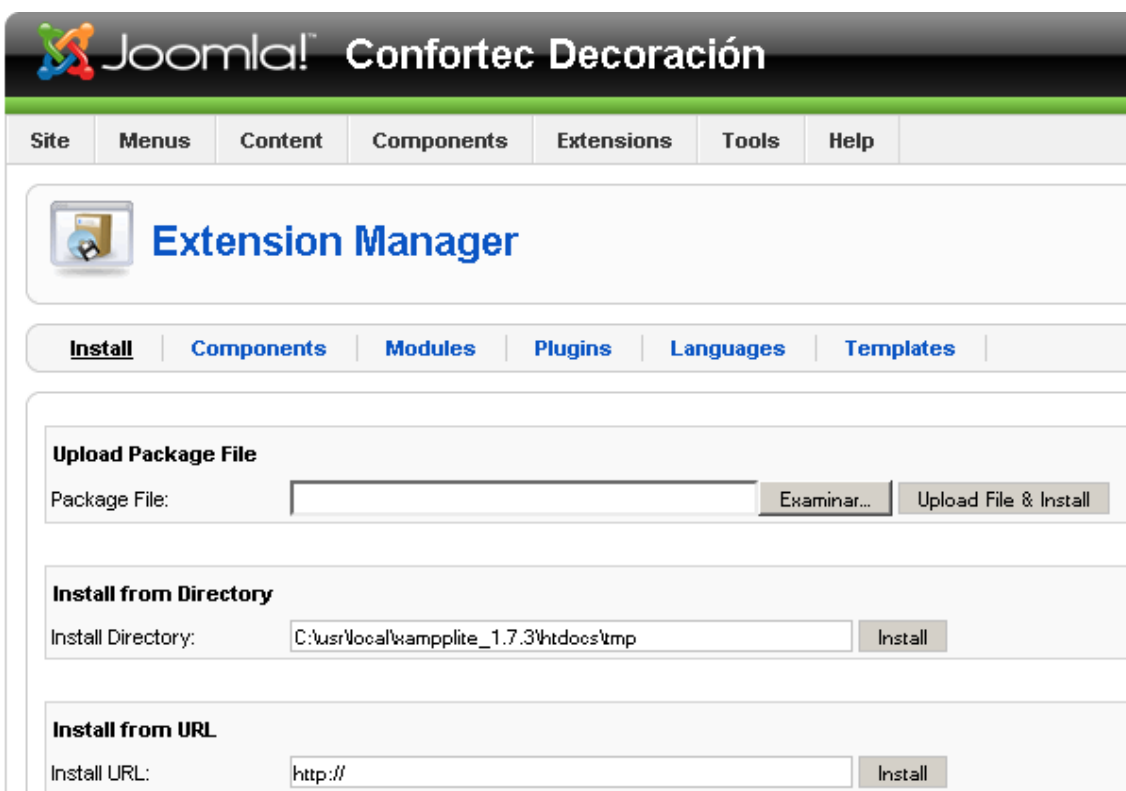 Joomla!™ Confortec Decoración
Site Menus Content Components Extensions Tools Help
Extension Manager
Install Components Modules Plugins Languages Templates
Upload Package File
Package File: Examinar... Upload File & Install
Install from Directory
Install Directory: C:\usr\local\xampplite_1.7.3\htdocs\tmp Install
Install from URL
Install URL: http:// Install